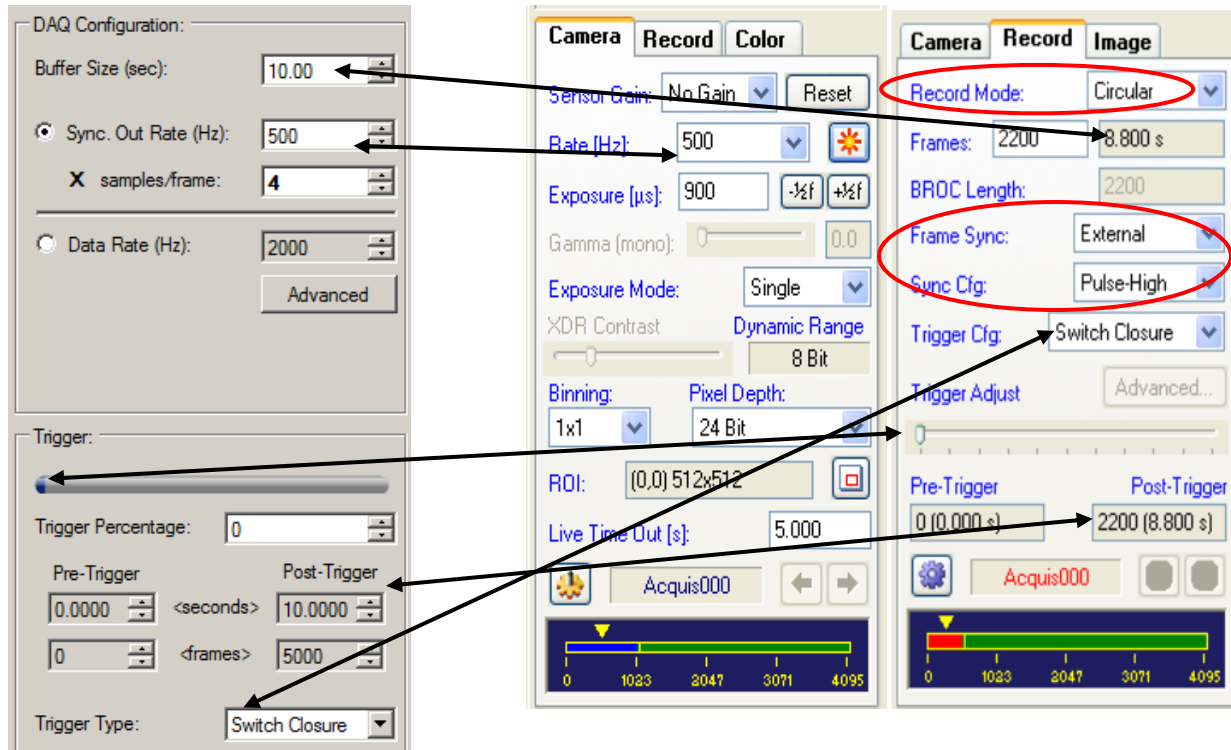 DAQ Configuration:
Buffer Size (sec): 10.00
Sync. Out Rate (Hz): 500
X samples/frame: 4
Data Rate (Hz): 2000
Advanced
Trigger:
Trigger Percentage: 0
Pre-Trigger Post-Trigger
0.0000 <seconds> 10.0000
0 <frames> 5000
Trigger Type: Switch Closure
Camera Record Color
Sensor Gain: No Gain Reset
Rate [Hz]: 500
Exposure [µs]: 900 -½f +½f
Gamma (mono): 0.0
Exposure Mode: Single
XDR Contrast Dynamic Range
8 Bit
Binning: Pixel Depth:
1x1 24 Bit
ROI: (0,0) 512x512
Live Time Out [s]: 5.000
Acquis000
0 1023 2047 3071 4095
Camera Record Image
Record Mode: Circular
Frames: 2200 8.800 s
BROC Length: 2200
Frame Sync: External
Sync Cfg: Pulse-High
Trigger Cfg: Switch Closure
Trigger Adjust Advanced...
Pre-Trigger Post-Trigger
0 (0.000 s) 2200 (8.800 s)
Acquis000
0 1023 2047 3071 4095